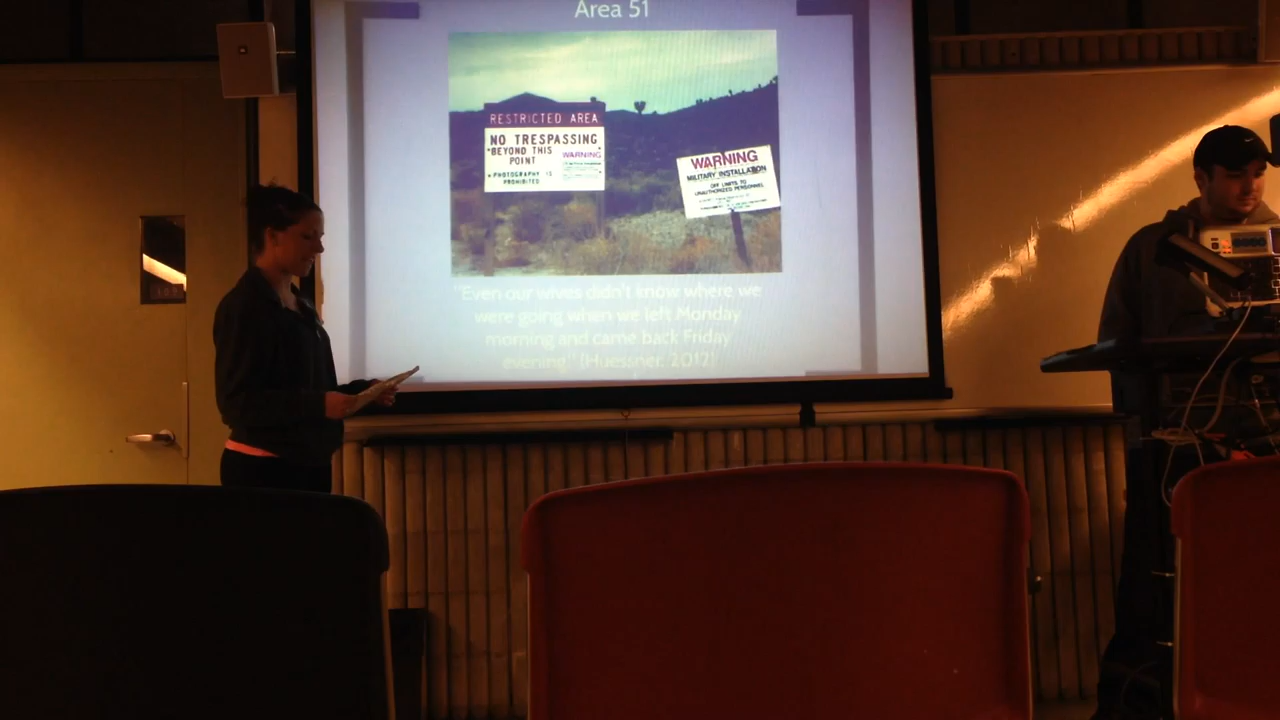 Area 51
RESTRICTED AREA
NO TRESPASSING
BEYOND THIS
POINT
WARNING
PHOTOGRAPHY IS
PROHIBITED
WARNING
MILITARY INSTALLATION
OFF LIMITS TO
UNAUTHORIZED PERSONNEL
"Even our wives didn't know where we
were going when we left Monday
morning and came back Friday
evening." (Huessner, 2012)